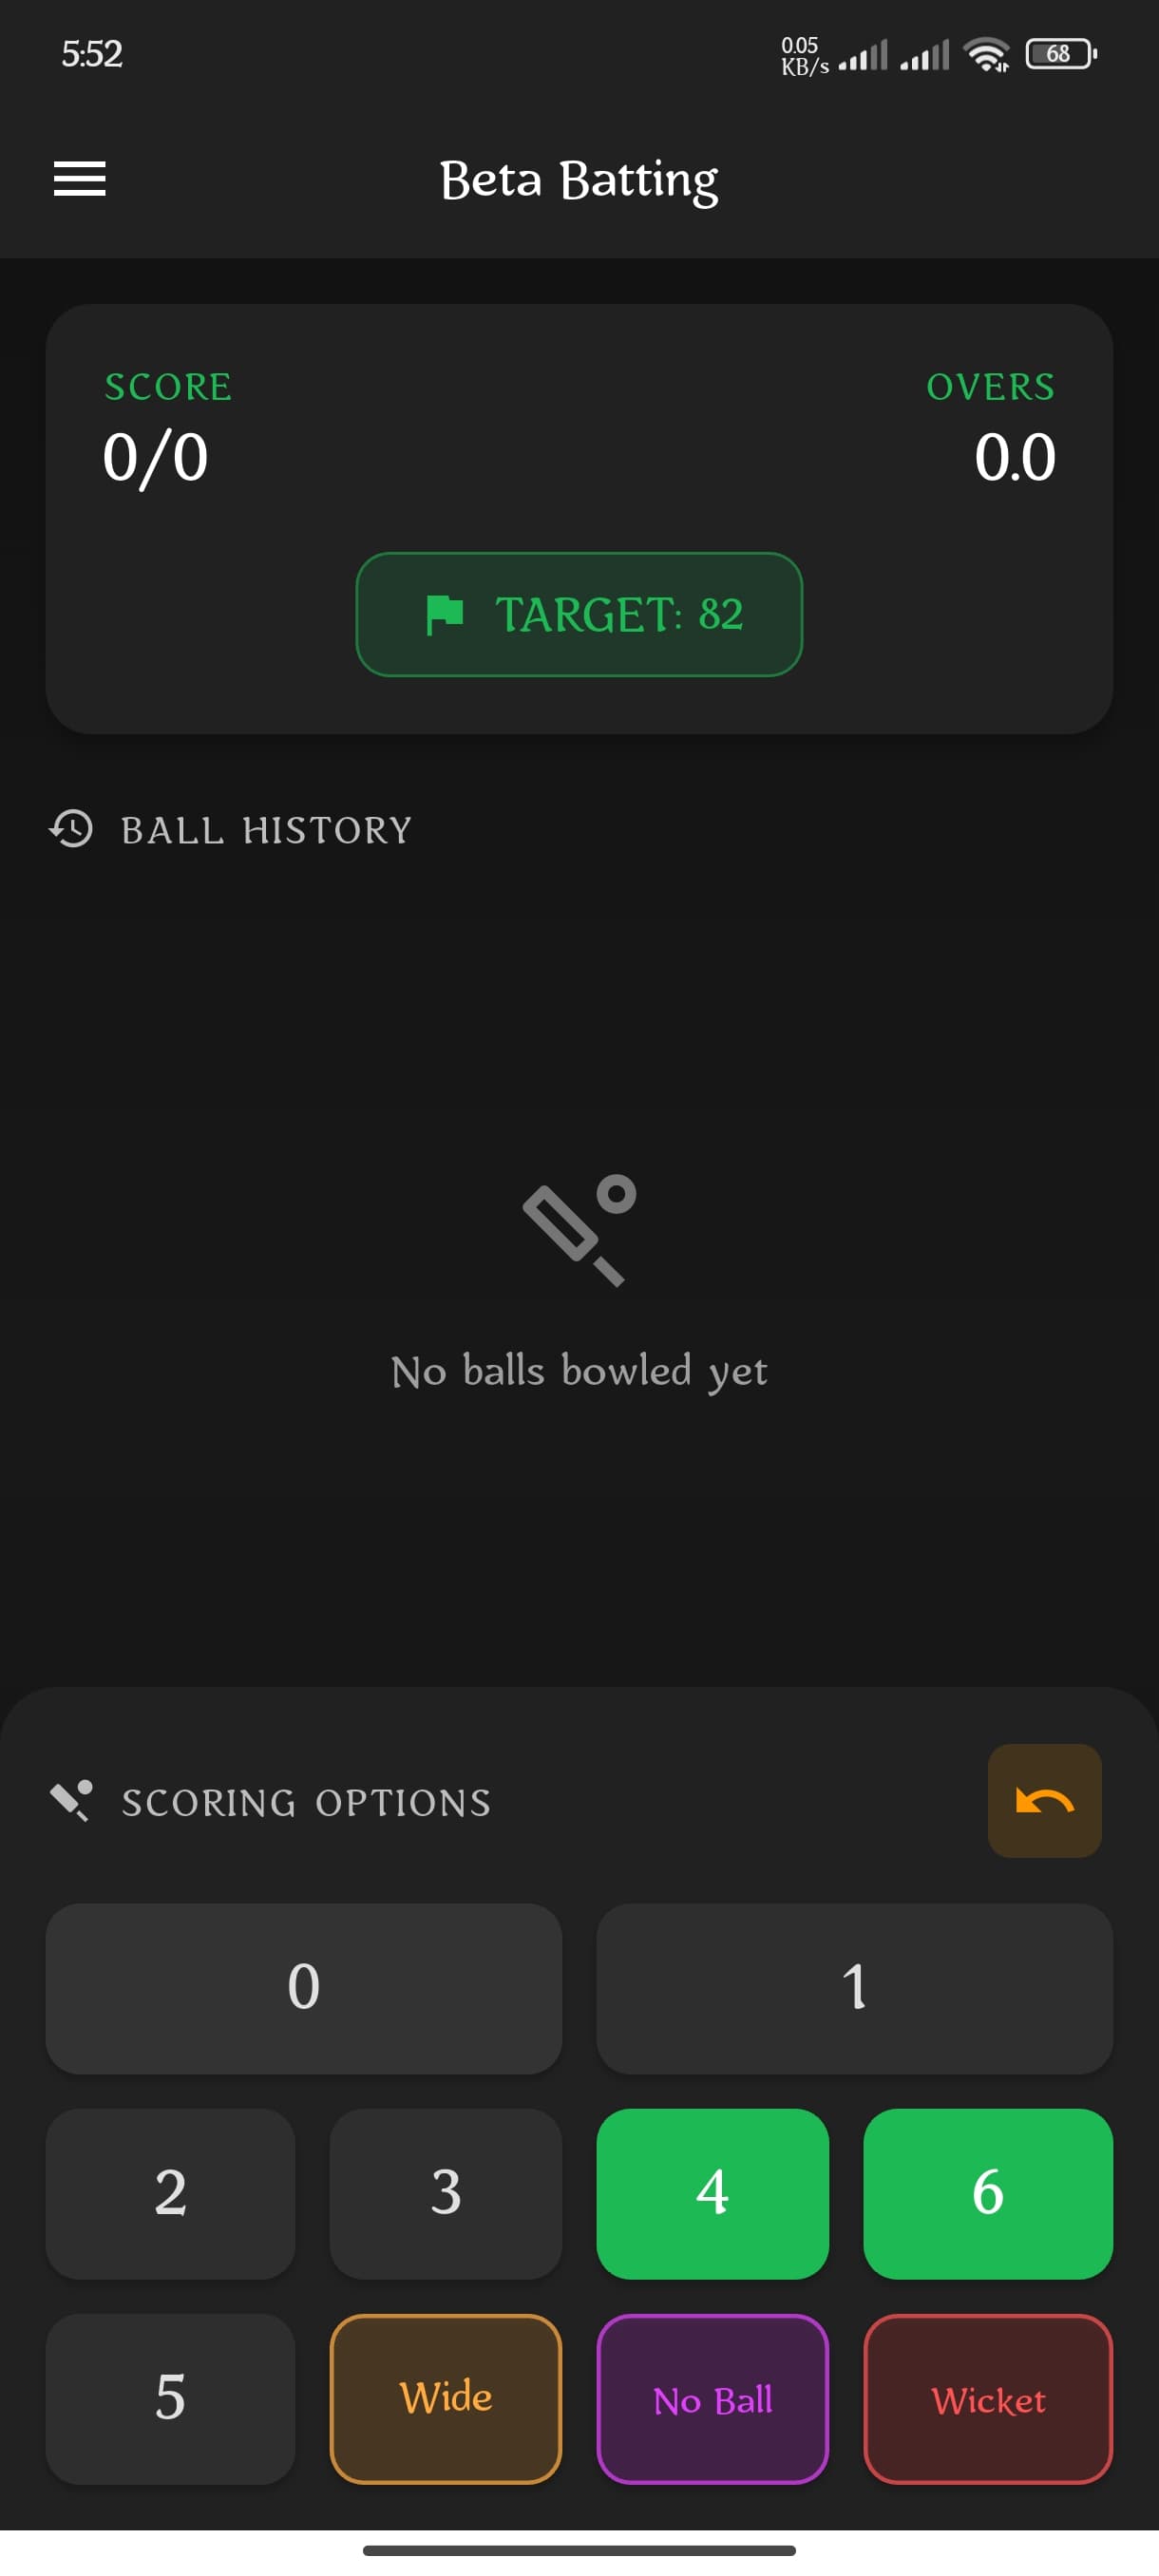 5:52
0.05
KB/s
68
Beta Batting
SCORE
OVERS
0/0
0.0
TARGET: 82
BALL HISTORY
No balls bowled yet
SCORING OPTIONS
0
1
2
3
4
6
5
Wide
No Ball
Wicket